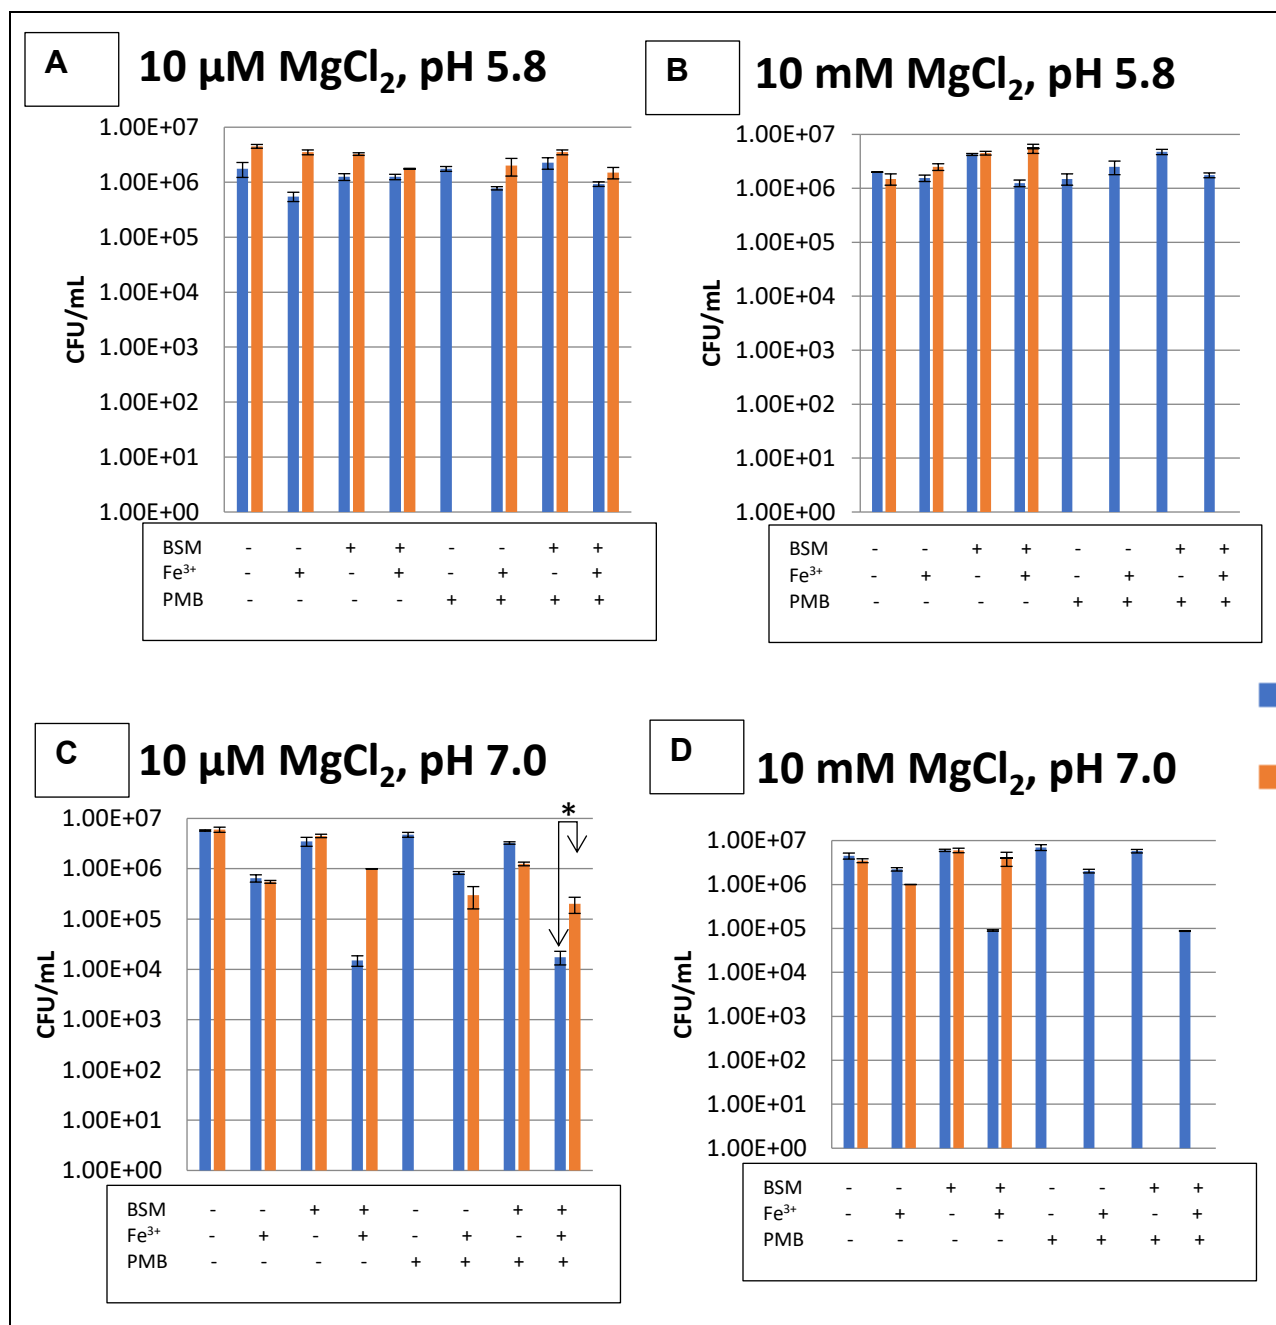 A 10 µM MgCl₂, pH 5.8
CFU/mL
1.00E+07
1.00E+06
1.00E+05
1.00E+04
1.00E+03
1.00E+02
1.00E+01
1.00E+00
BSM - - + + - - + +
Fe³⁺ - + - + - + - +
PMB - - - - + + + +
B 10 mM MgCl₂, pH 5.8
CFU/mL
1.00E+07
1.00E+06
1.00E+05
1.00E+04
1.00E+03
1.00E+02
1.00E+01
1.00E+00
BSM - - + + - - + +
Fe³⁺ - + - + - + - +
PMB - - - - + + + +
C 10 µM MgCl₂, pH 7.0
*
CFU/mL
1.00E+07
1.00E+06
1.00E+05
1.00E+04
1.00E+03
1.00E+02
1.00E+01
1.00E+00
BSM - - + + - - + +
Fe³⁺ - + - + - + - +
PMB - - - - + + + +
D 10 mM MgCl₂, pH 7.0
CFU/mL
1.00E+07
1.00E+06
1.00E+05
1.00E+04
1.00E+03
1.00E+02
1.00E+01
1.00E+00
BSM - - + + - - + +
Fe³⁺ - + - + - + - +
PMB - - - - + + + +